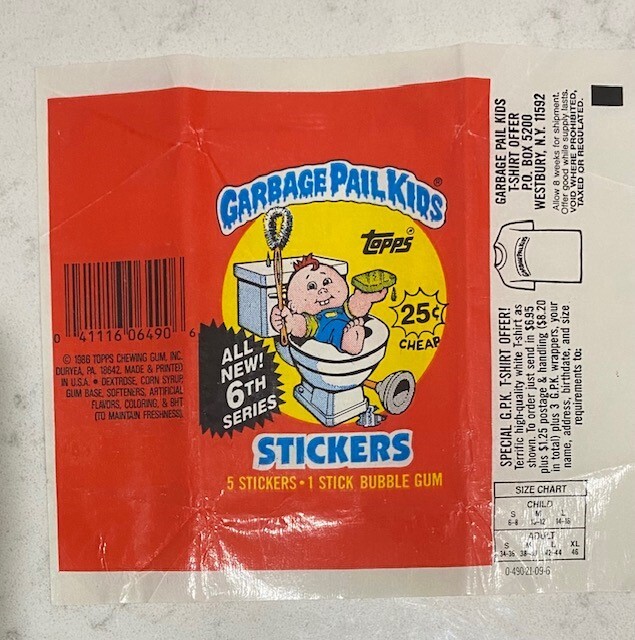 GARBAGE PAIL KIDS®
topps®
25¢
CHEAP
ALL
NEW!
6TH
SERIES
STICKERS
5 STICKERS • 1 STICK BUBBLE GUM
0 41116 06490 6
© 1986 TOPPS CHEWING GUM, INC.
DURYEA, PA. 18642. MADE & PRINTED
IN U.S.A. • DEXTROSE, CORN SYRUP,
GUM BASE, SOFTENERS, ARTIFICIAL
FLAVORS, COLORING, & BHT
(TO MAINTAIN FRESHNESS).
SPECIAL G.P.K. T-SHIRT OFFER!
Terrific high-quality white T-shirt as
shown. To order just send in $6.95
plus $1.25 postage & handling ($8.20
in total) plus 3 G.P.K. wrappers, your
name, address, birthdate, and size
requirements to:
GARBAGE PAIL KIDS
GARBAGE PAIL KIDS
T-SHIRT OFFER
P.O. BOX 5200
WESTBURY, N.Y. 11592
Allow 8 weeks for shipment.
Offer good while supply lasts.
VOID WHERE PROHIBITED,
TAXED OR REGULATED.
SIZE CHART
CHILD
S M L
6-8 10-12 14-16
ADULT
S M L XL
34-36 38-40 42-44 46
0-490-21-09-6